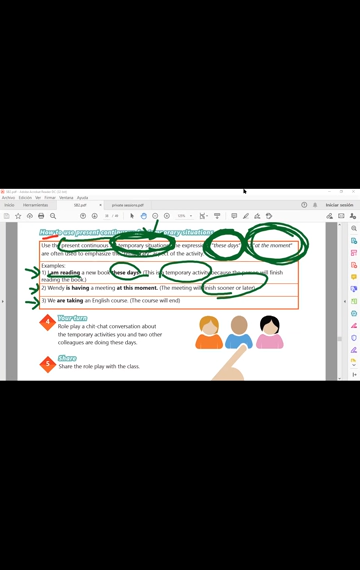 Archivo Edición Ver Firmar Ventana Ayuda
Inicio Herramientas SB2.pdf private sessions.pdf Iniciar sesión
How to use present continuous temporary situations
Use the present continuous temporary situations the expressions "these days" "at the moment"
are often used to emphasize the aspect of the activity
Examples:
1) I am reading a new book these days. (This is a temporary activity because the person will finish
reading the book.)
2) Wendy is having a meeting at this moment. (The meeting will finish sooner or later)
3) We are taking an English course. (The course will end)
4 Your turn
Role play a chit-chat conversation about
the temporary activities you and two other
colleagues are doing these days.
5 Share
Share the role play with the class.